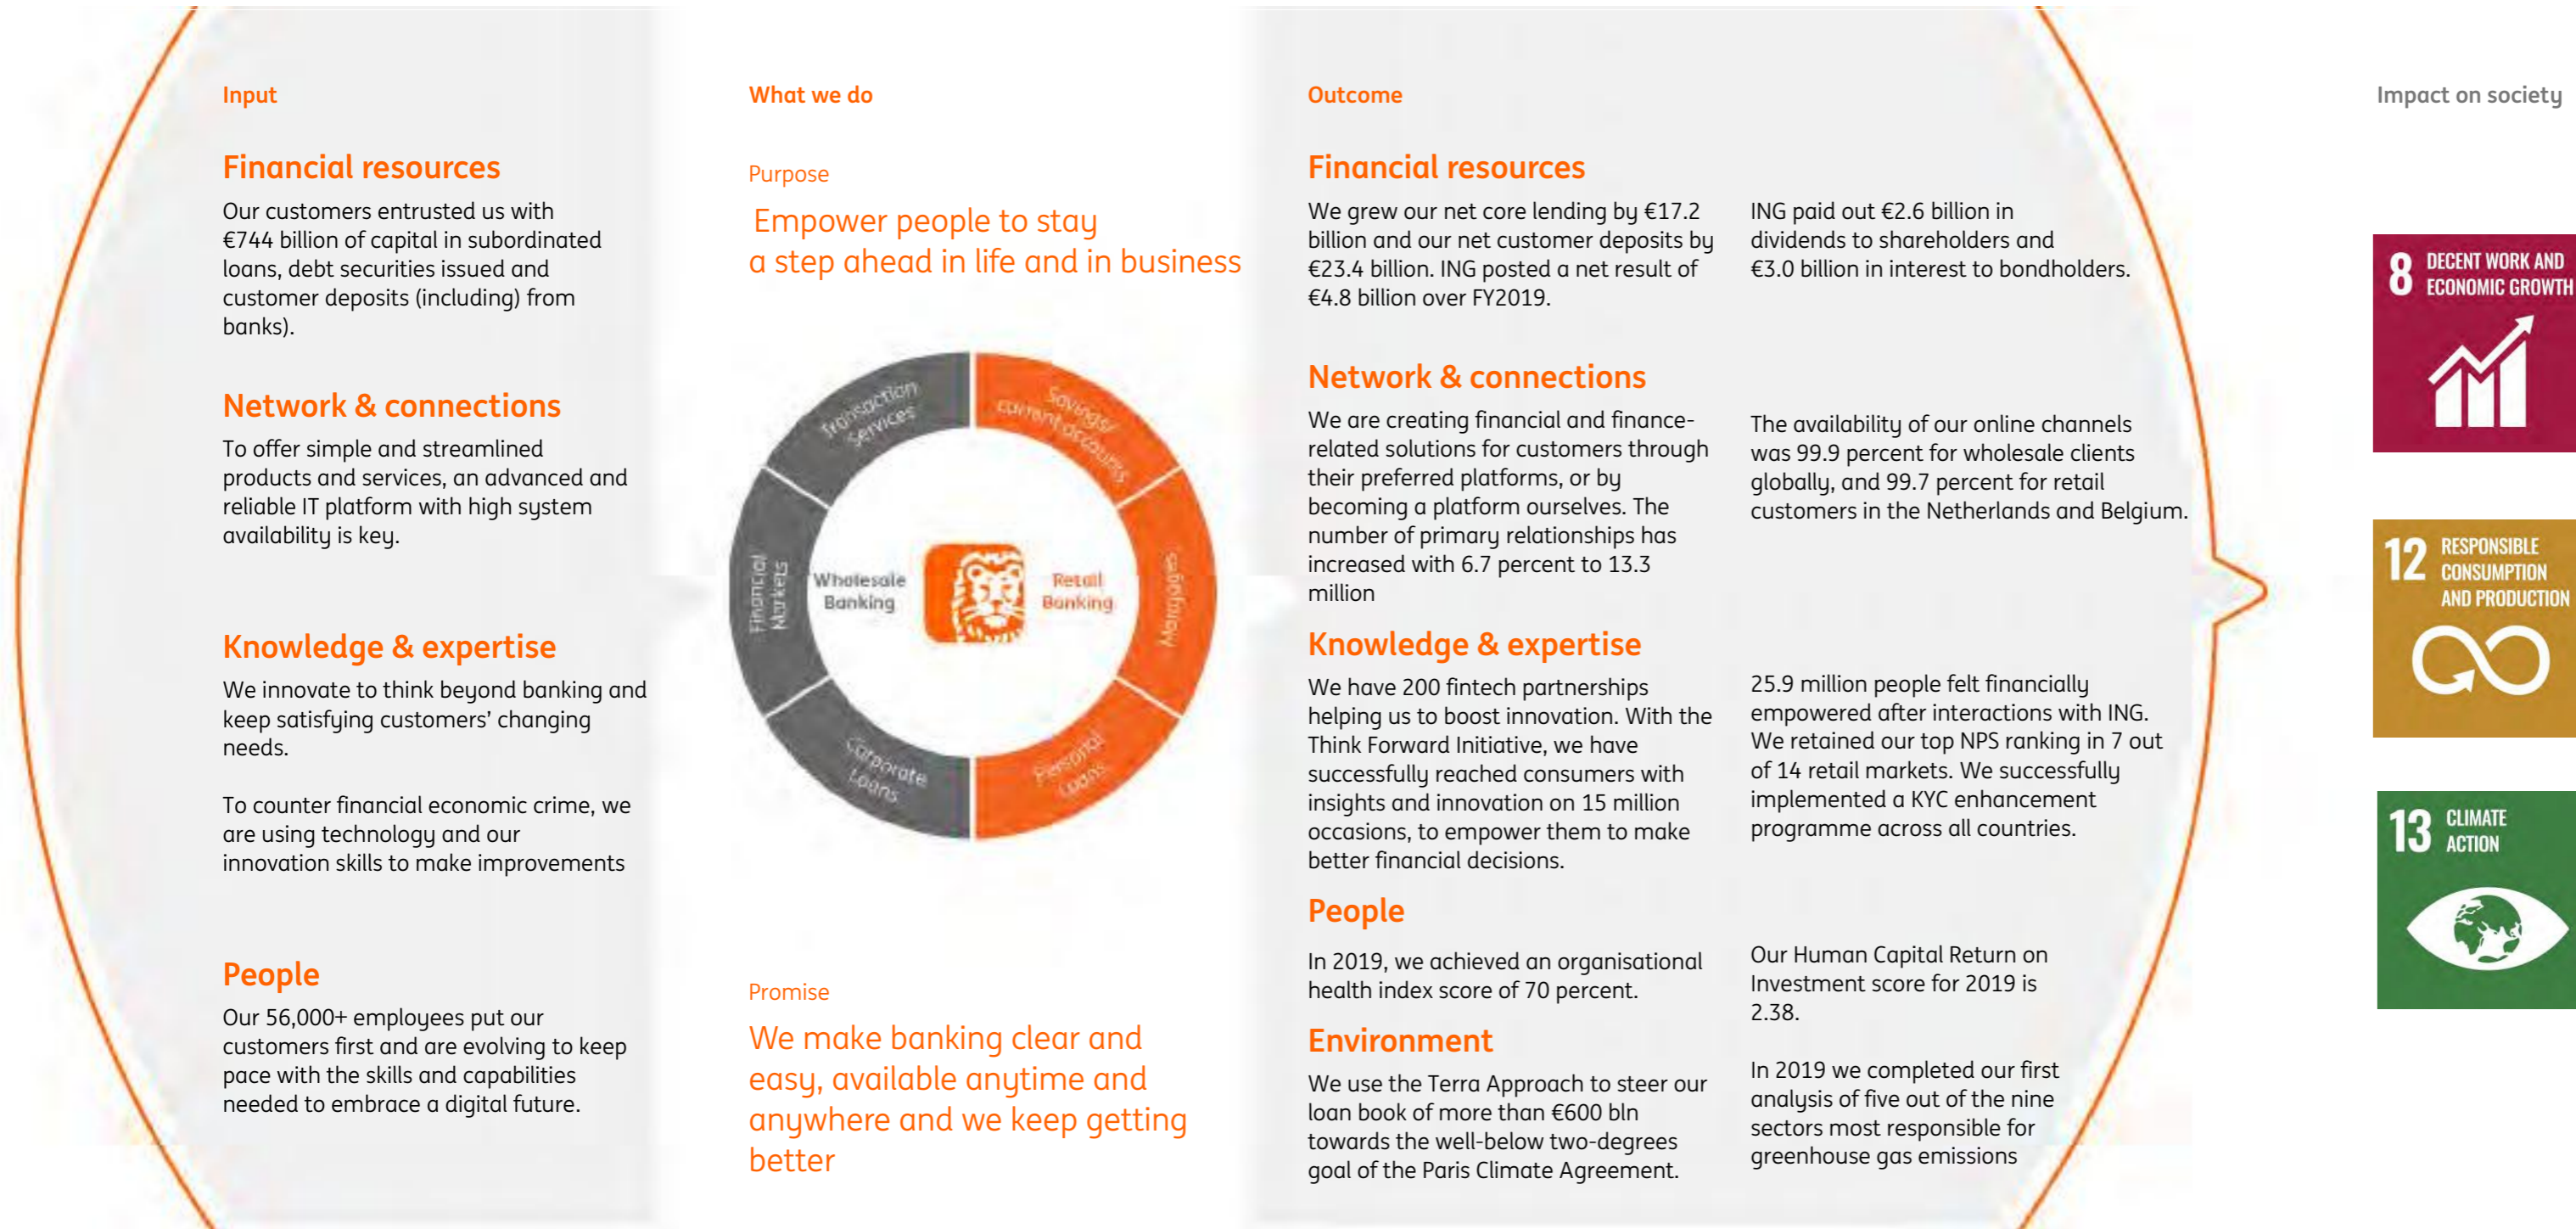 Input
Financial resources
Our customers entrusted us with
€744 billion of capital in subordinated
loans, debt securities issued and
customer deposits (including) from
banks).
Network & connections
To offer simple and streamlined
products and services, an advanced and
reliable IT platform with high system
availability is key.
Knowledge & expertise
We innovate to think beyond banking and
keep satisfying customers' changing
needs.
To counter financial economic crime, we
are using technology and our
innovation skills to make improvements
People
Our 56,000+ employees put our
customers first and are evolving to keep
pace with the skills and capabilities
needed to embrace a digital future.
What we do
Purpose
Empower people to stay
a step ahead in life and in business
Transaction
Services
Savings/
current accounts
Financial
Markets
Wholesale
Banking
Retail
Banking
Mortgages
Corporate
Loans
Personal
Loans
Promise
We make banking clear and
easy, available anytime and
anywhere and we keep getting
better
Outcome
Financial resources
We grew our net core lending by €17.2
billion and our net customer deposits by
€23.4 billion. ING posted a net result of
€4.8 billion over FY2019.
ING paid out €2.6 billion in
dividends to shareholders and
€3.0 billion in interest to bondholders.
Network & connections
We are creating financial and finance-
related solutions for customers through
their preferred platforms, or by
becoming a platform ourselves. The
number of primary relationships has
increased with 6.7 percent to 13.3
million
The availability of our online channels
was 99.9 percent for wholesale clients
globally, and 99.7 percent for retail
customers in the Netherlands and Belgium.
Knowledge & expertise
We have 200 fintech partnerships
helping us to boost innovation. With the
Think Forward Initiative, we have
successfully reached consumers with
insights and innovation on 15 million
occasions, to empower them to make
better financial decisions.
25.9 million people felt financially
empowered after interactions with ING.
We retained our top NPS ranking in 7 out
of 14 retail markets. We successfully
implemented a KYC enhancement
programme across all countries.
People
In 2019, we achieved an organisational
health index score of 70 percent.
Our Human Capital Return on
Investment score for 2019 is
2.38.
Environment
We use the Terra Approach to steer our
loan book of more than €600 bln
towards the well-below two-degrees
goal of the Paris Climate Agreement.
In 2019 we completed our first
analysis of five out of the nine
sectors most responsible for
greenhouse gas emissions
Impact on society
8 DECENT WORK AND
ECONOMIC GROWTH
12 RESPONSIBLE
CONSUMPTION
AND PRODUCTION
13 CLIMATE
ACTION